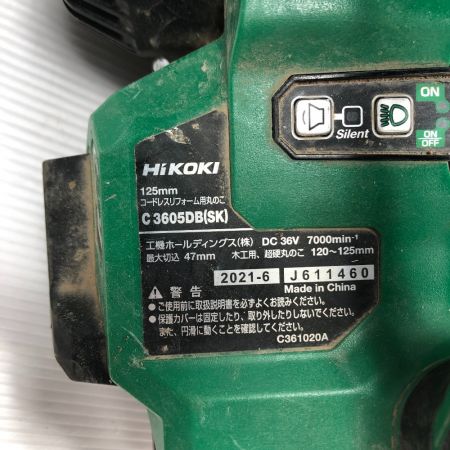 ON
Silent
ON
OFF
HiKOKI
125mm
コードレスリフォーム用丸のこ
C 3605DB(SK)
工機ホールディングス(株) DC 36V 7000min⁻¹
最大切込 47mm 木工用、超硬丸のこ 120～125mm
2021-6 J611460
Made in China
⚠ 警告
●ご使用前に取扱説明書を必ずよくお読みください。
●保護カバーは固定したり、取り外したりしないでください。
また、円滑に動くことを確認してください。
C361020A